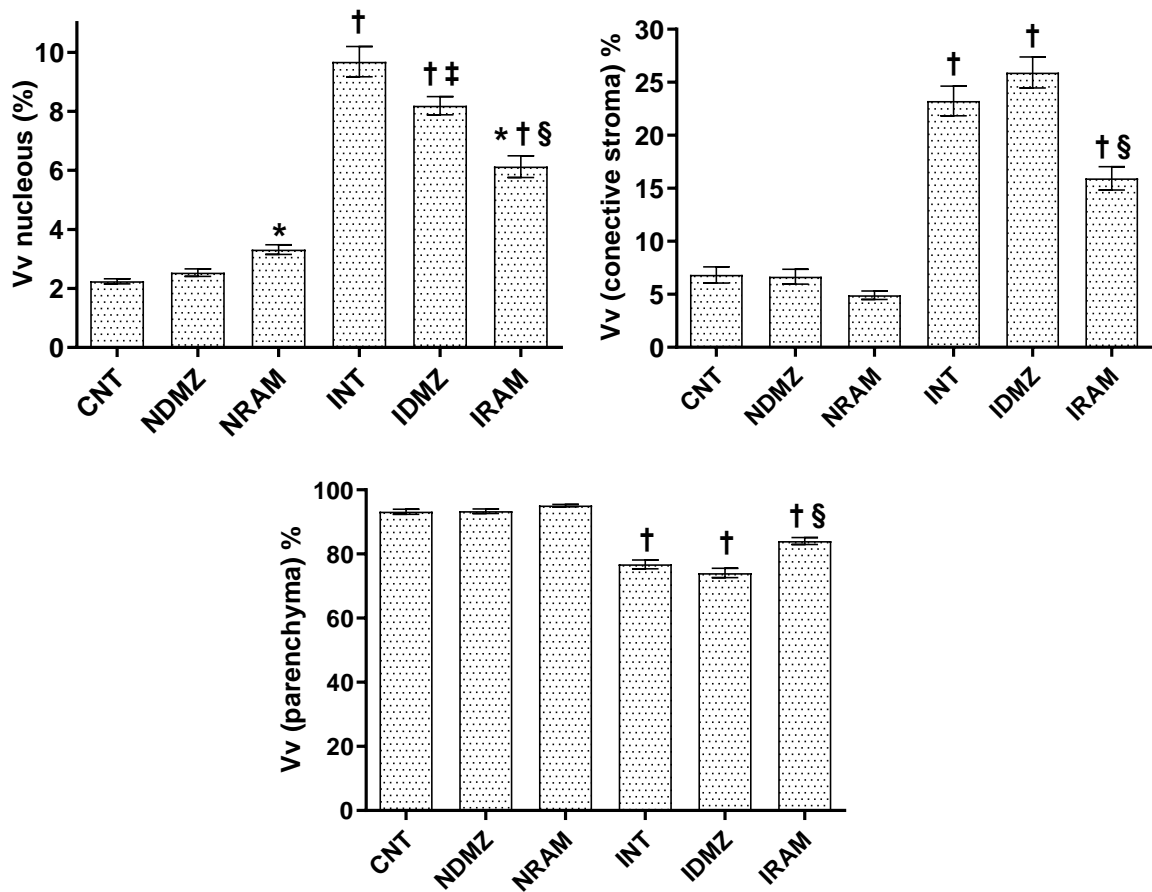 Vv nucleous (%)
10
8
6
4
2
0
*
†
† ‡
* † §
CNT
NDMZ
NRAM
INT
IDMZ
IRAM
Vv (conective stroma) %
30
25
20
15
10
5
0
†
†
† §
CNT
NDMZ
NRAM
INT
IDMZ
IRAM
Vv (parenchyma) %
100
80
60
40
20
0
†
†
† §
CNT
NDMZ
NRAM
INT
IDMZ
IRAM